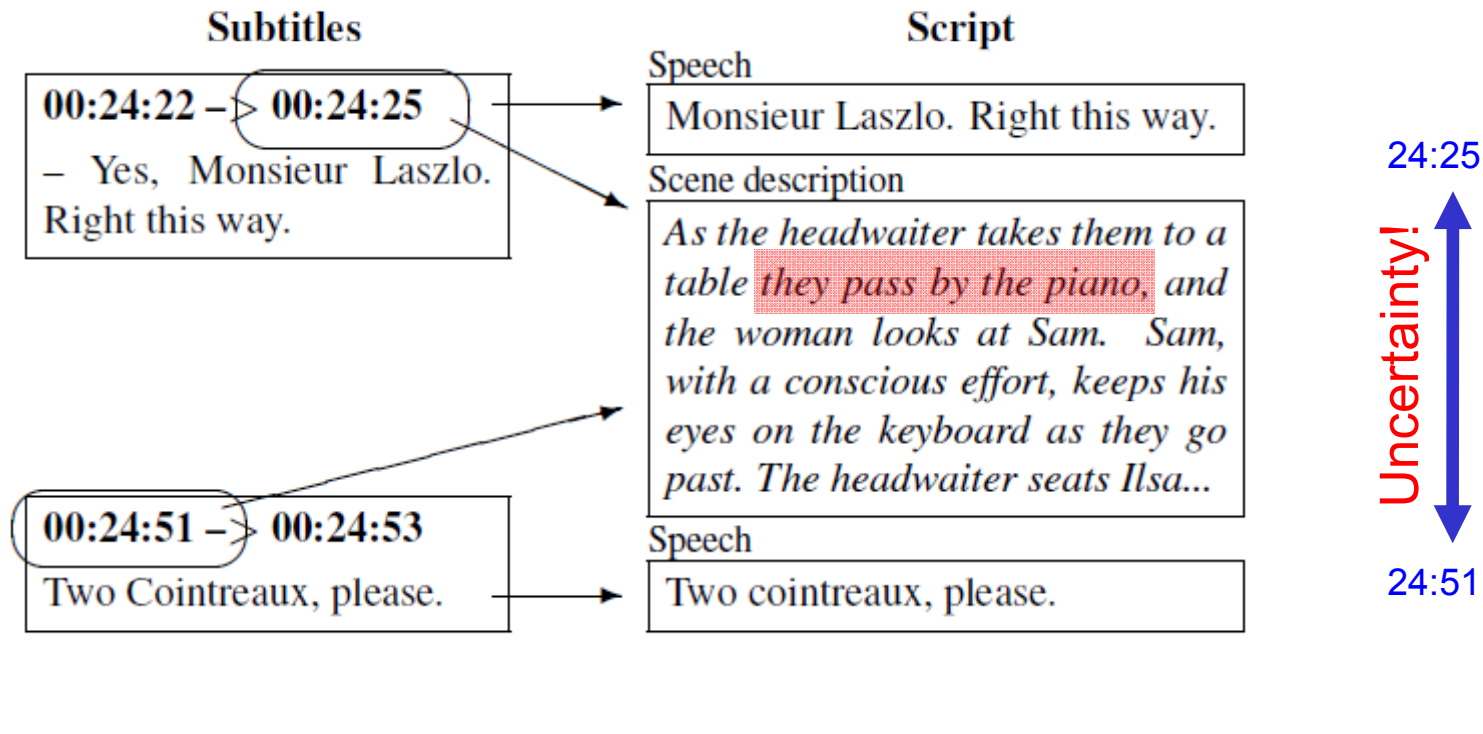 Subtitles
00:24:22 –> 00:24:25
– Yes, Monsieur Laszlo.
Right this way.
00:24:51 –> 00:24:53
Two Cointreaux, please.
Script
Speech
Monsieur Laszlo. Right this way.
Scene description
As the headwaiter takes them to a
table they pass by the piano, and
the woman looks at Sam. Sam,
with a conscious effort, keeps his
eyes on the keyboard as they go
past. The headwaiter seats Ilsa...
Speech
Two cointreaux, please.
24:25
Uncertainty!
24:51